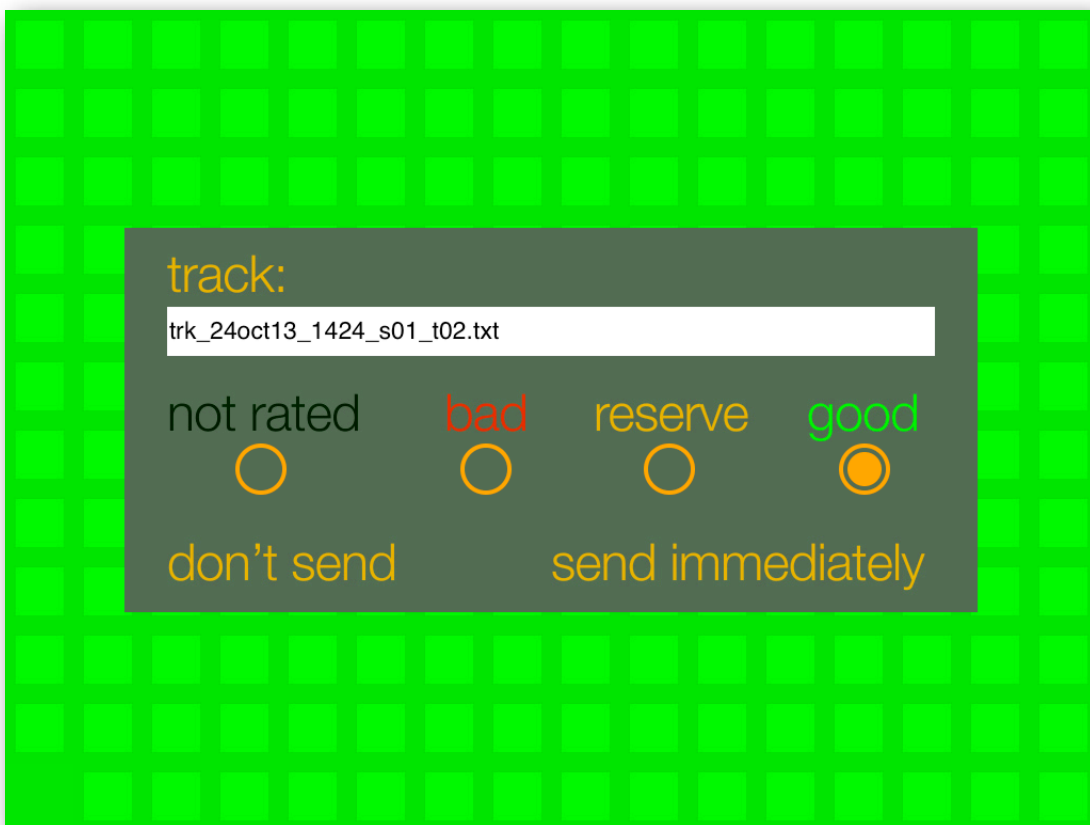 track:
trk_24oct13_1424_s01_t02.txt
not rated bad reserve good
don’t send send immediately